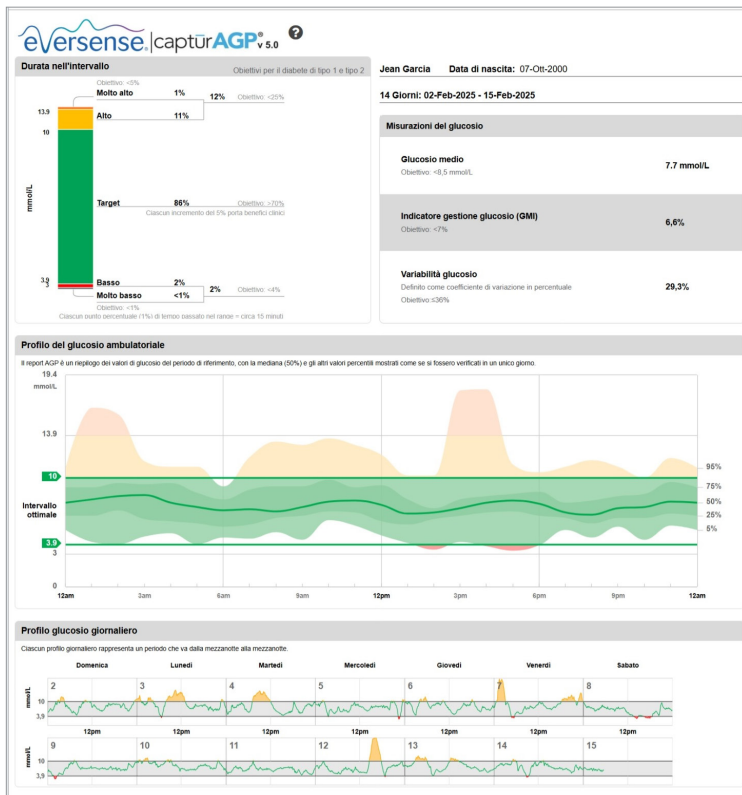 eversense. | captūrAGP® v 5.0 ?
Durata nell'intervallo
Obiettivi per il diabete di tipo 1 e tipo 2
Obiettivo: <5%
Molto alto 1%
12% Obiettivo: <25%
Alto 11%
13.9
10
mmol/L
Target 86% Obiettivo: >70%
Ciascun incremento del 5% porta benefici clinici
3.9
3
Basso 2%
2% Obiettivo: <4%
Molto basso <1%
Obiettivo: <1%
Ciascun punto percentuale (1%) di tempo passato nel range = circa 15 minuti
Jean Garcia Data di nascita: 07-Ott-2000
14 Giorni: 02-Feb-2025 - 15-Feb-2025
Misurazioni del glucosio
Glucosio medio 7.7 mmol/L
Obiettivo: <8,5 mmol/L
Indicatore gestione glucosio (GMI) 6,6%
Obiettivo: <7%
Variabilità glucosio
Definito come coefficiente di variazione in percentuale 29,3%
Obiettivo:≤36%
Profilo del glucosio ambulatoriale
Il report AGP è un riepilogo dei valori di glucosio del periodo di riferimento, con la mediana (50%) e gli altri valori percentili mostrati come se si fossero verificati in un unico giorno.
19.4
mmol/L
13.9
10
Intervallo
ottimale
3.9
3
0
95%
75%
50%
25%
5%
12am 3am 6am 9am 12pm 3pm 6pm 9pm 12am
Profilo glucosio giornaliero
Ciascun profilo giornaliero rappresenta un periodo che va dalla mezzanotte alla mezzanotte.
Domenica Lunedì Martedì Mercoledì Giovedì Venerdì Sabato
2 3 4 5 6 7 8
mmol/L
10
3,9
12pm 12pm 12pm 12pm 12pm 12pm 12pm
9 10 11 12 13 14 15
mmol/L
10
3,9